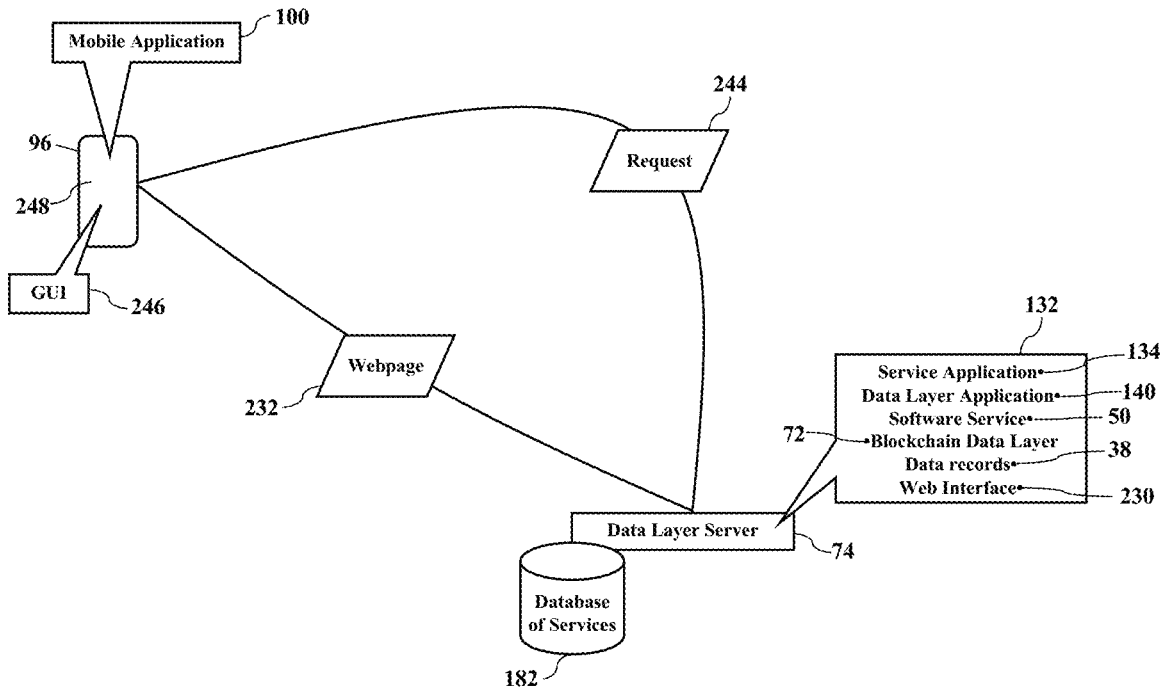 100
Mobile Application
244
96
Request
248
GUI
246
132
Webpage
Service Application
134
Data Layer Application
140
232
Software Service
50
72
Blockchain Data Layer
Data records
38
Web Interface
230
Data Layer Server
74
Database
of Services
182